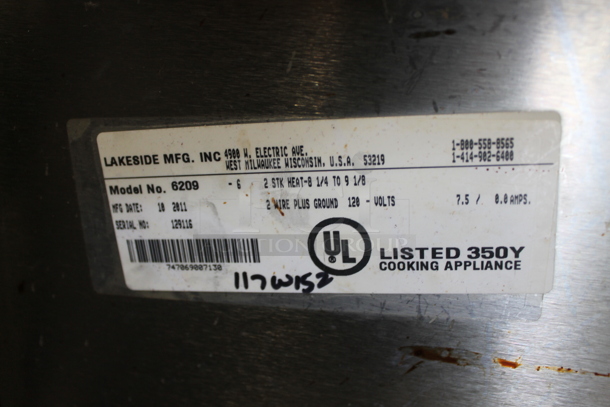 LAKESIDE MFG. INC 4900 W. ELECTRIC AVE. 1-800-558-8565
WEST MILWAUKEE WISCONSIN, U.S.A. 53219 1-414-902-6400
Model No. 6209 - 6 2 STK HEAT-8 1/4 TO 9 1/8
MFG DATE: 10 2011 2 WIRE PLUS GROUND 120 - VOLTS 7.5 / 0.0 AMPS.
SERIAL NO: 129116
UL LISTED 350Y
COOKING APPLIANCE
747069007130
117W152